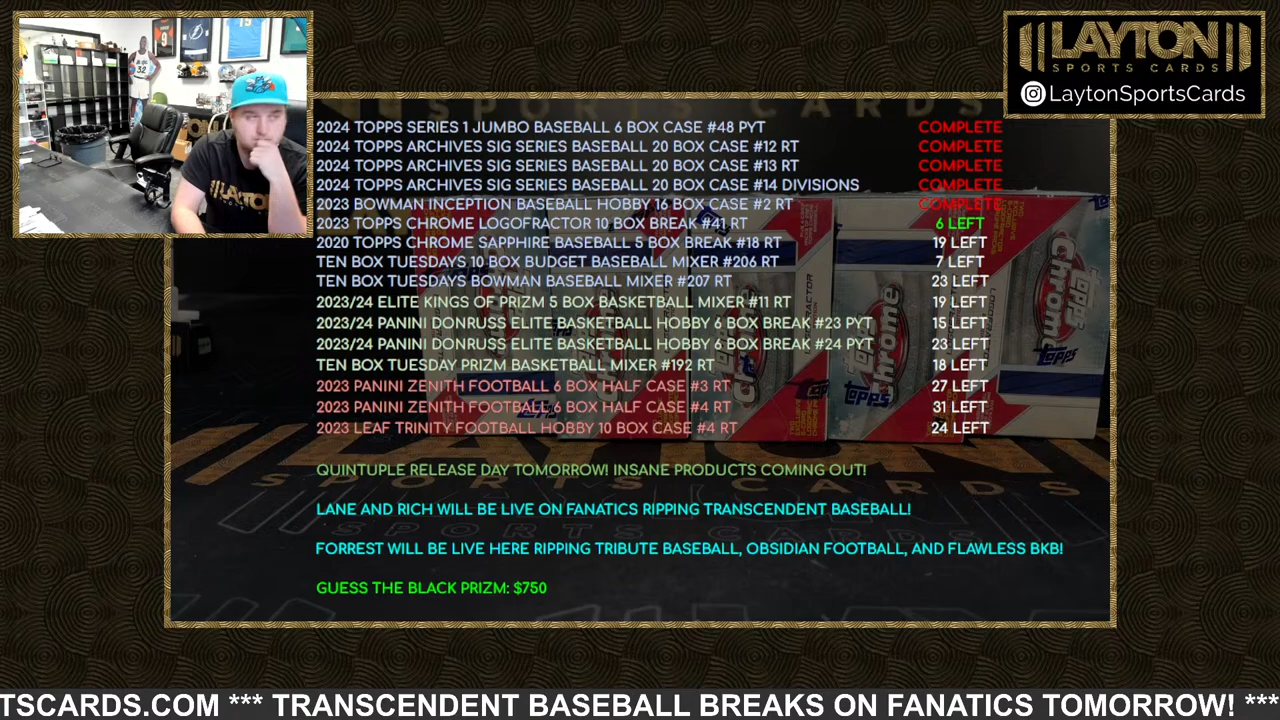 LAYTON
SPORTS CARDS
LaytonSportsCards
2024 TOPPS SERIES 1 JUMBO BASEBALL 6 BOX CASE #48 PYT COMPLETE
2024 TOPPS ARCHIVES SIG SERIES BASEBALL 20 BOX CASE #12 RT COMPLETE
2024 TOPPS ARCHIVES SIG SERIES BASEBALL 20 BOX CASE #13 RT COMPLETE
2024 TOPPS ARCHIVES SIG SERIES BASEBALL 20 BOX CASE #14 DIVISIONS COMPLETE
2023 BOWMAN INCEPTION BASEBALL HOBBY 16 BOX CASE #2 RT COMPLETE
2023 TOPPS CHROME LOGOFRACTOR 10 BOX BREAK #41 RT 6 LEFT
2020 TOPPS CHROME SAPPHIRE BASEBALL 5 BOX BREAK #18 RT 19 LEFT
TEN BOX TUESDAYS 10 BOX BUDGET BASEBALL MIXER #206 RT 7 LEFT
TEN BOX TUESDAYS BOWMAN BASEBALL MIXER #207 RT 23 LEFT
2023/24 ELITE KINGS OF PRIZM 5 BOX BASKETBALL MIXER #11 RT 19 LEFT
2023/24 PANINI DONRUSS ELITE BASKETBALL HOBBY 6 BOX BREAK #23 PYT 15 LEFT
2023/24 PANINI DONRUSS ELITE BASKETBALL HOBBY 6 BOX BREAK #24 PYT 23 LEFT
TEN BOX TUESDAY PRIZM BASKETBALL MIXER #192 RT 18 LEFT
2023 PANINI ZENITH FOOTBALL 6 BOX HALF CASE #3 RT 27 LEFT
2023 PANINI ZENITH FOOTBALL 6 BOX HALF CASE #4 RT 31 LEFT
2023 LEAF TRINITY FOOTBALL HOBBY 10 BOX CASE #4 RT 24 LEFT
QUINTUPLE RELEASE DAY TOMORROW! INSANE PRODUCTS COMING OUT!
LANE AND RICH WILL BE LIVE ON FANATICS RIPPING TRANSCENDENT BASEBALL!
FORREST WILL BE LIVE HERE RIPPING TRIBUTE BASEBALL, OBSIDIAN FOOTBALL, AND FLAWLESS BKB!
GUESS THE BLACK PRIZM: $750
TSCARDS.COM *** TRANSCENDENT BASEBALL BREAKS ON FANATICS TOMORROW! ***